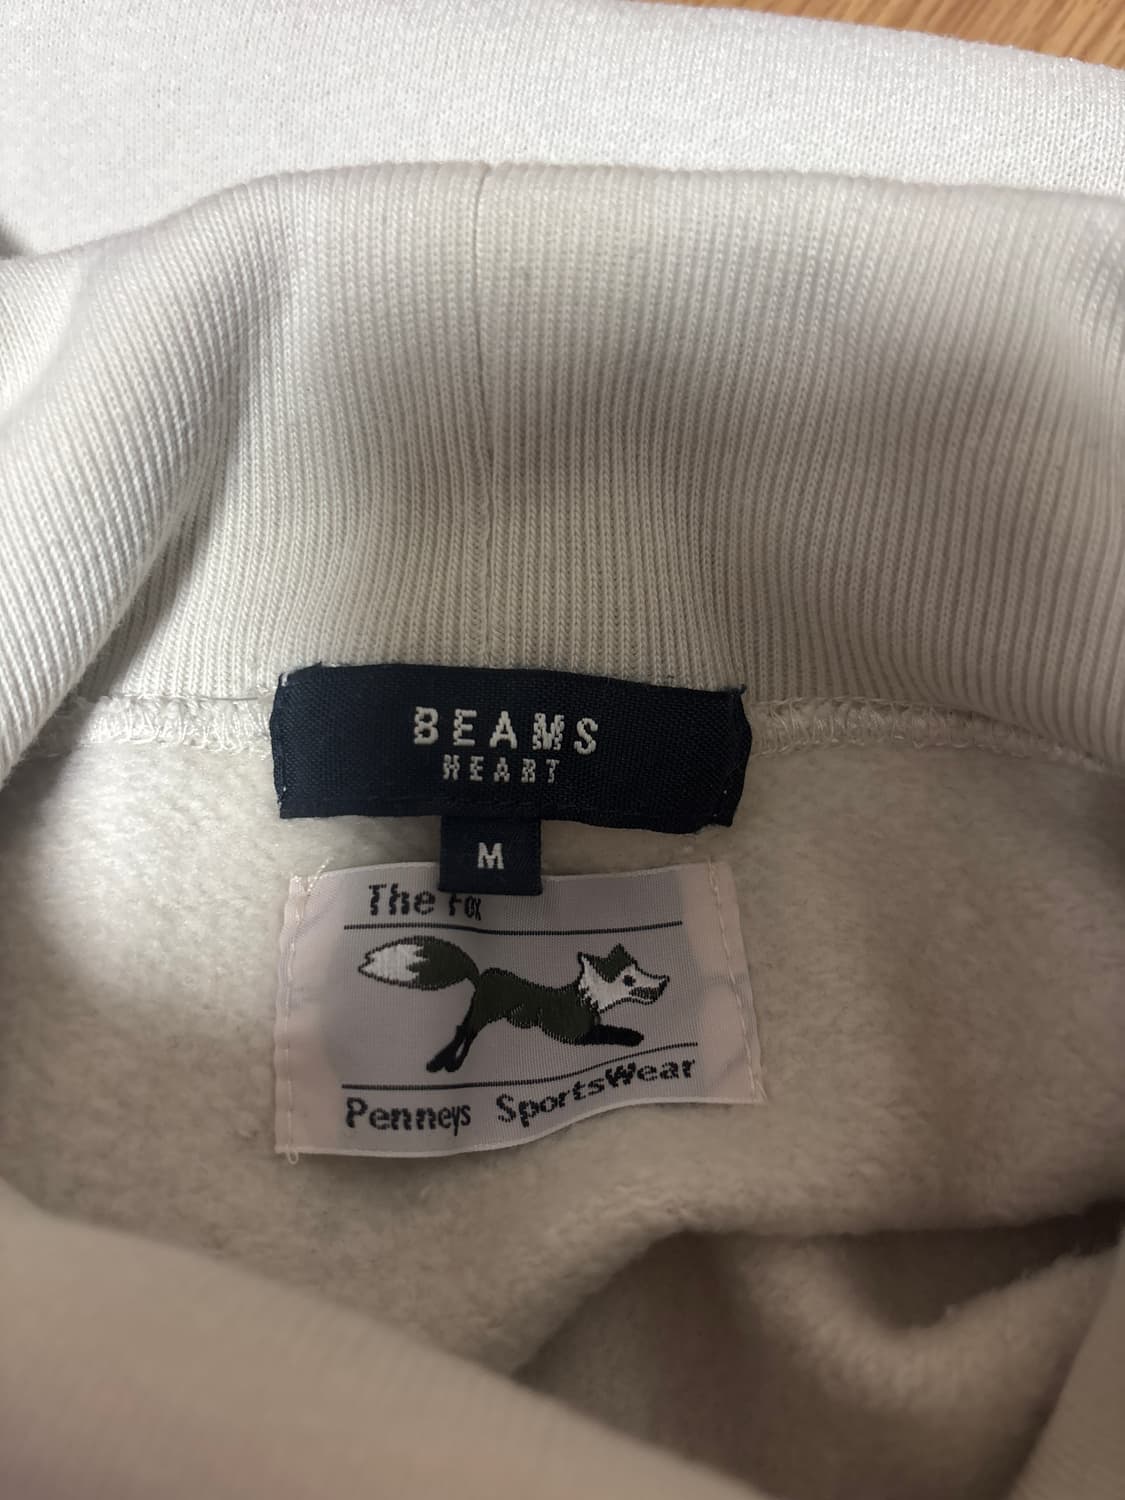 BEAMS
HEART
M
The Fox
Penneys SportsWear